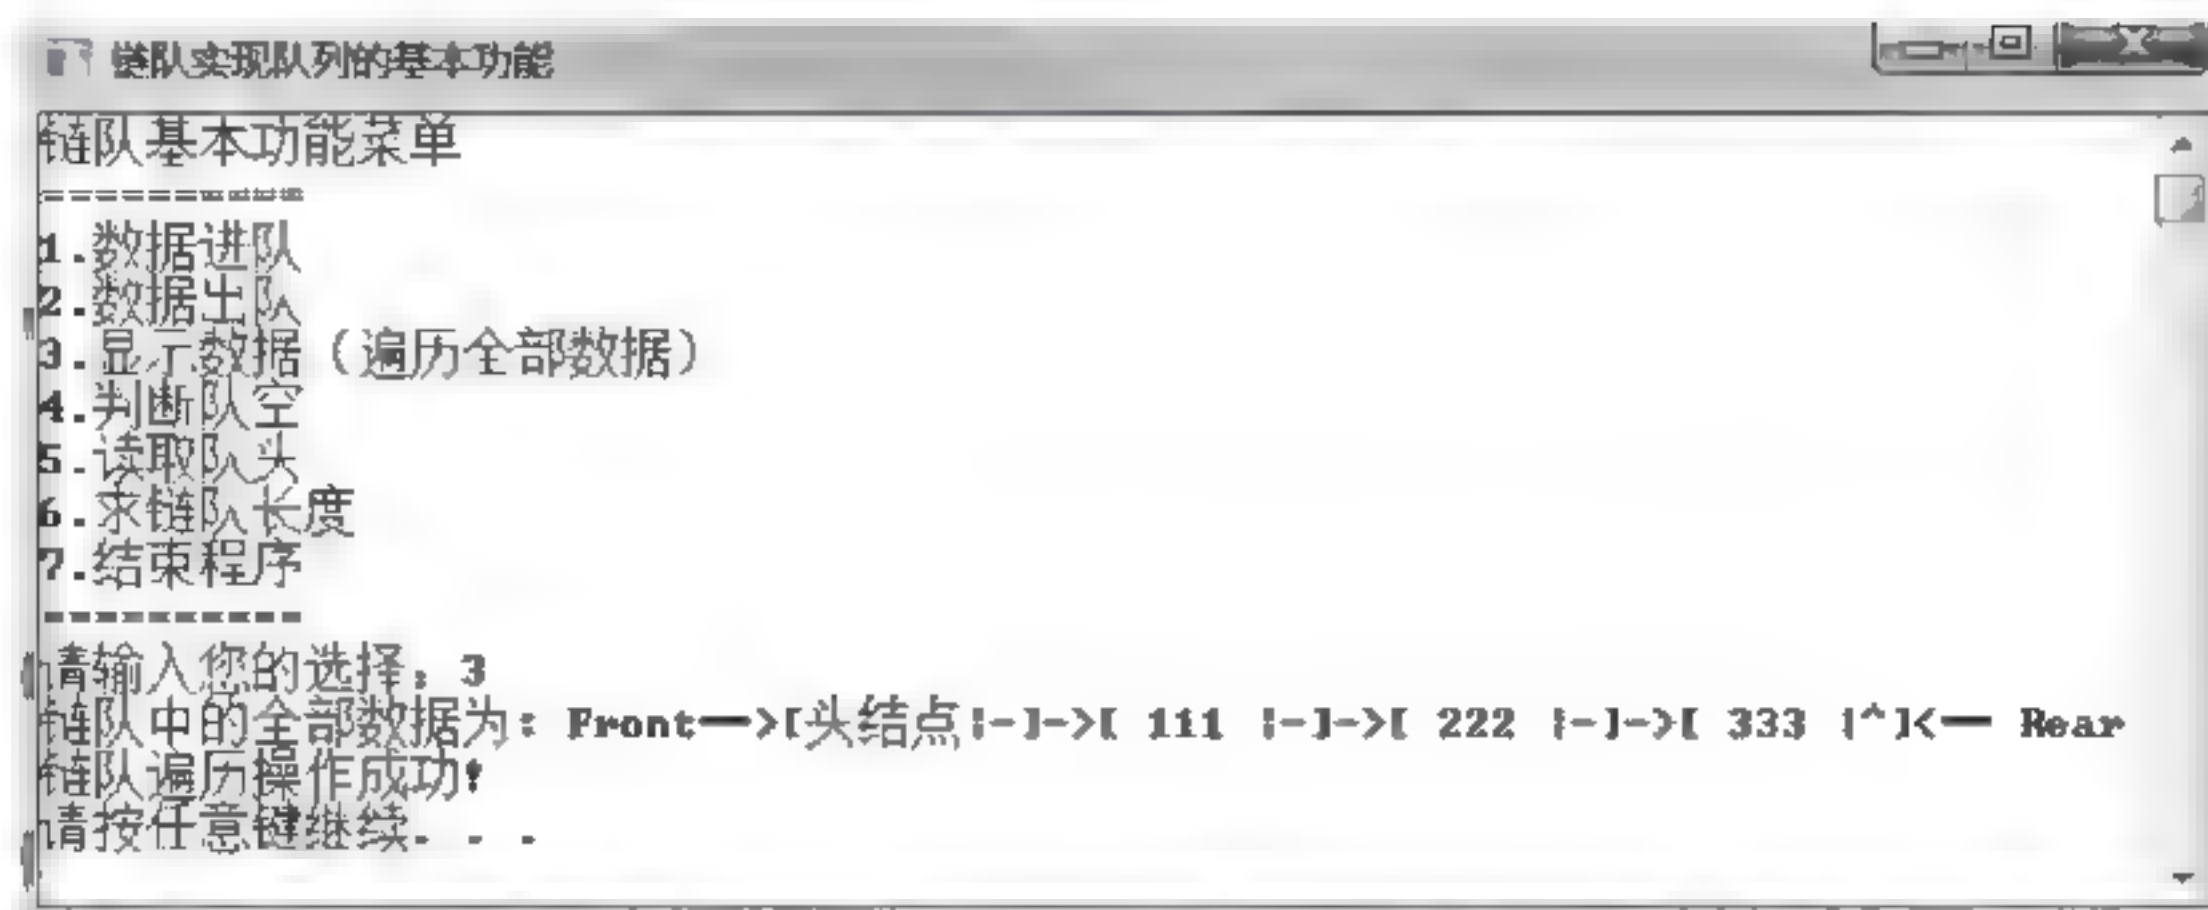 链队实现队列的基本功能
链队基本功能菜单
==========
1.数据进队
2.数据出队
3.显示数据（遍历全部数据）
4.判断队空
5.读取队头
6.求链队长度
7.结束程序
----------
请输入您的选择：3
链队中的全部数据为: Front—>[头结点|-]->[ 111 |-]->[ 222 |-]->[ 333 |^]<— Rear
链队遍历操作成功!
请按任意键继续. . .